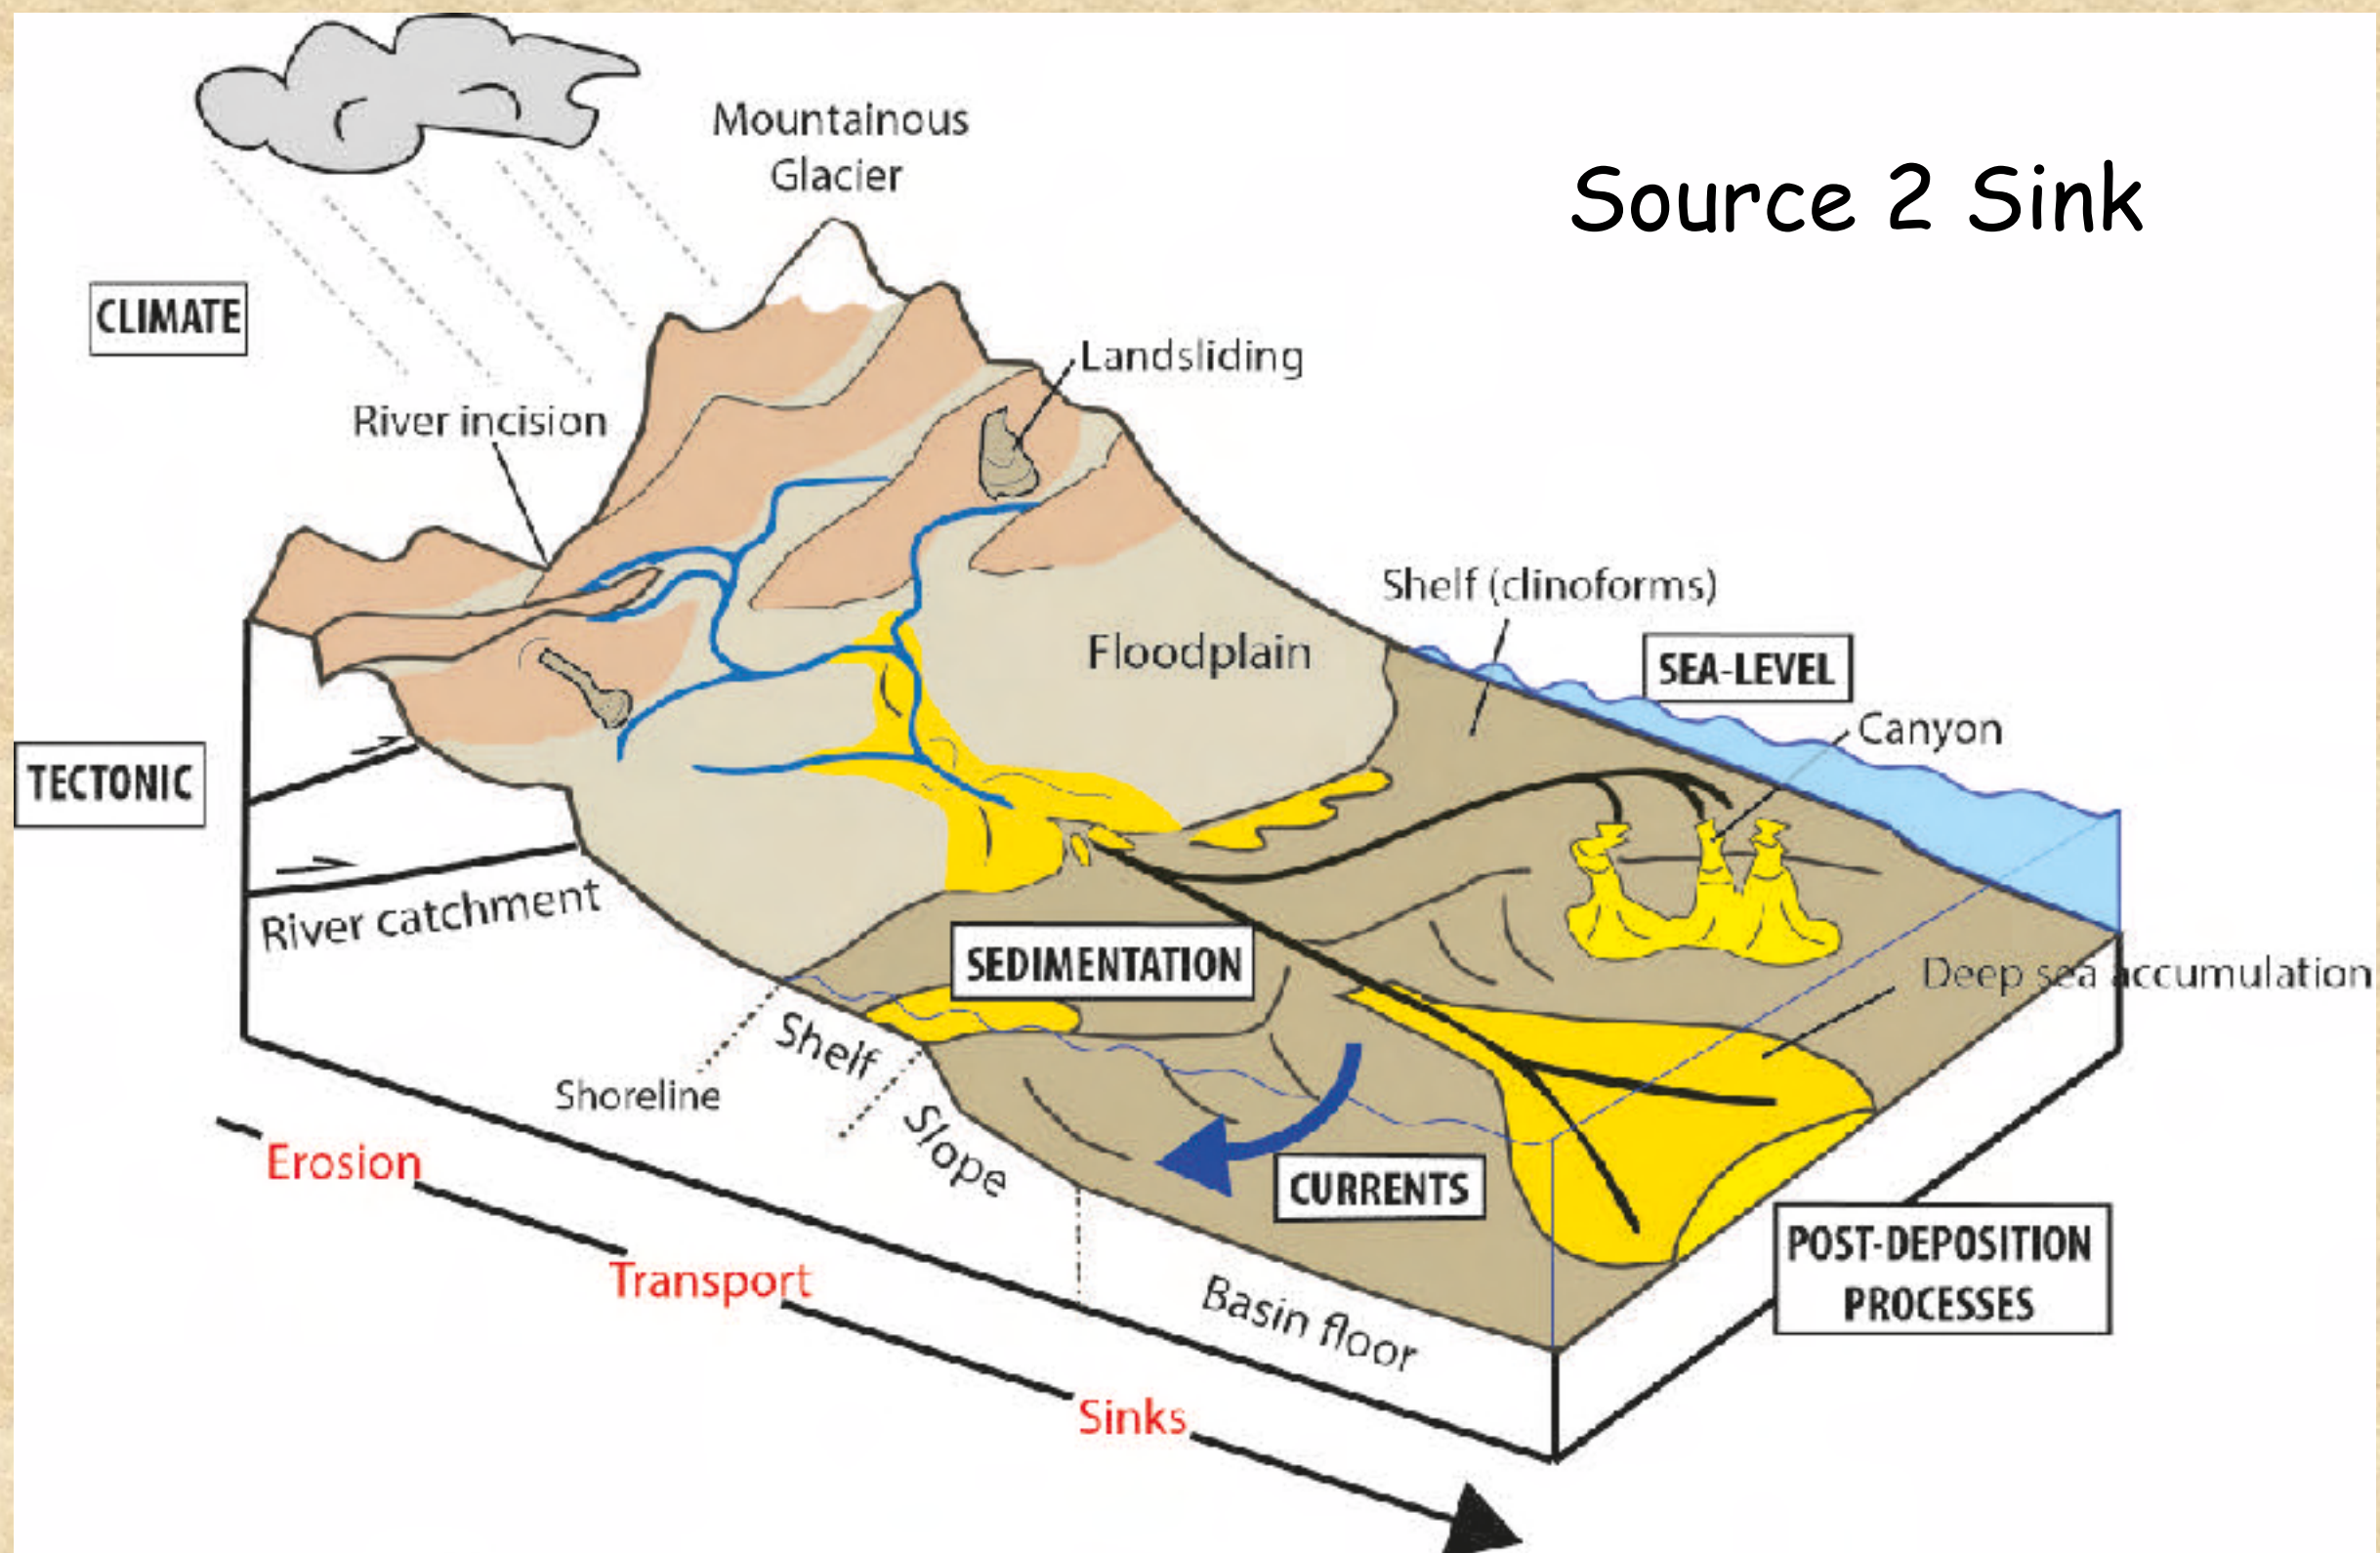 Source 2 Sink
Mountainous
Glacier
CLIMATE
Landsliding
River incision
Shelf (clinoforms)
Floodplain
SEA-LEVEL
Canyon
TECTONIC
River catchment
SEDIMENTATION
Deep sea accumulation
Shelf
Shoreline
Slope
Erosion
CURRENTS
POST-DEPOSITION
PROCESSES
Transport
Basin floor
Sinks